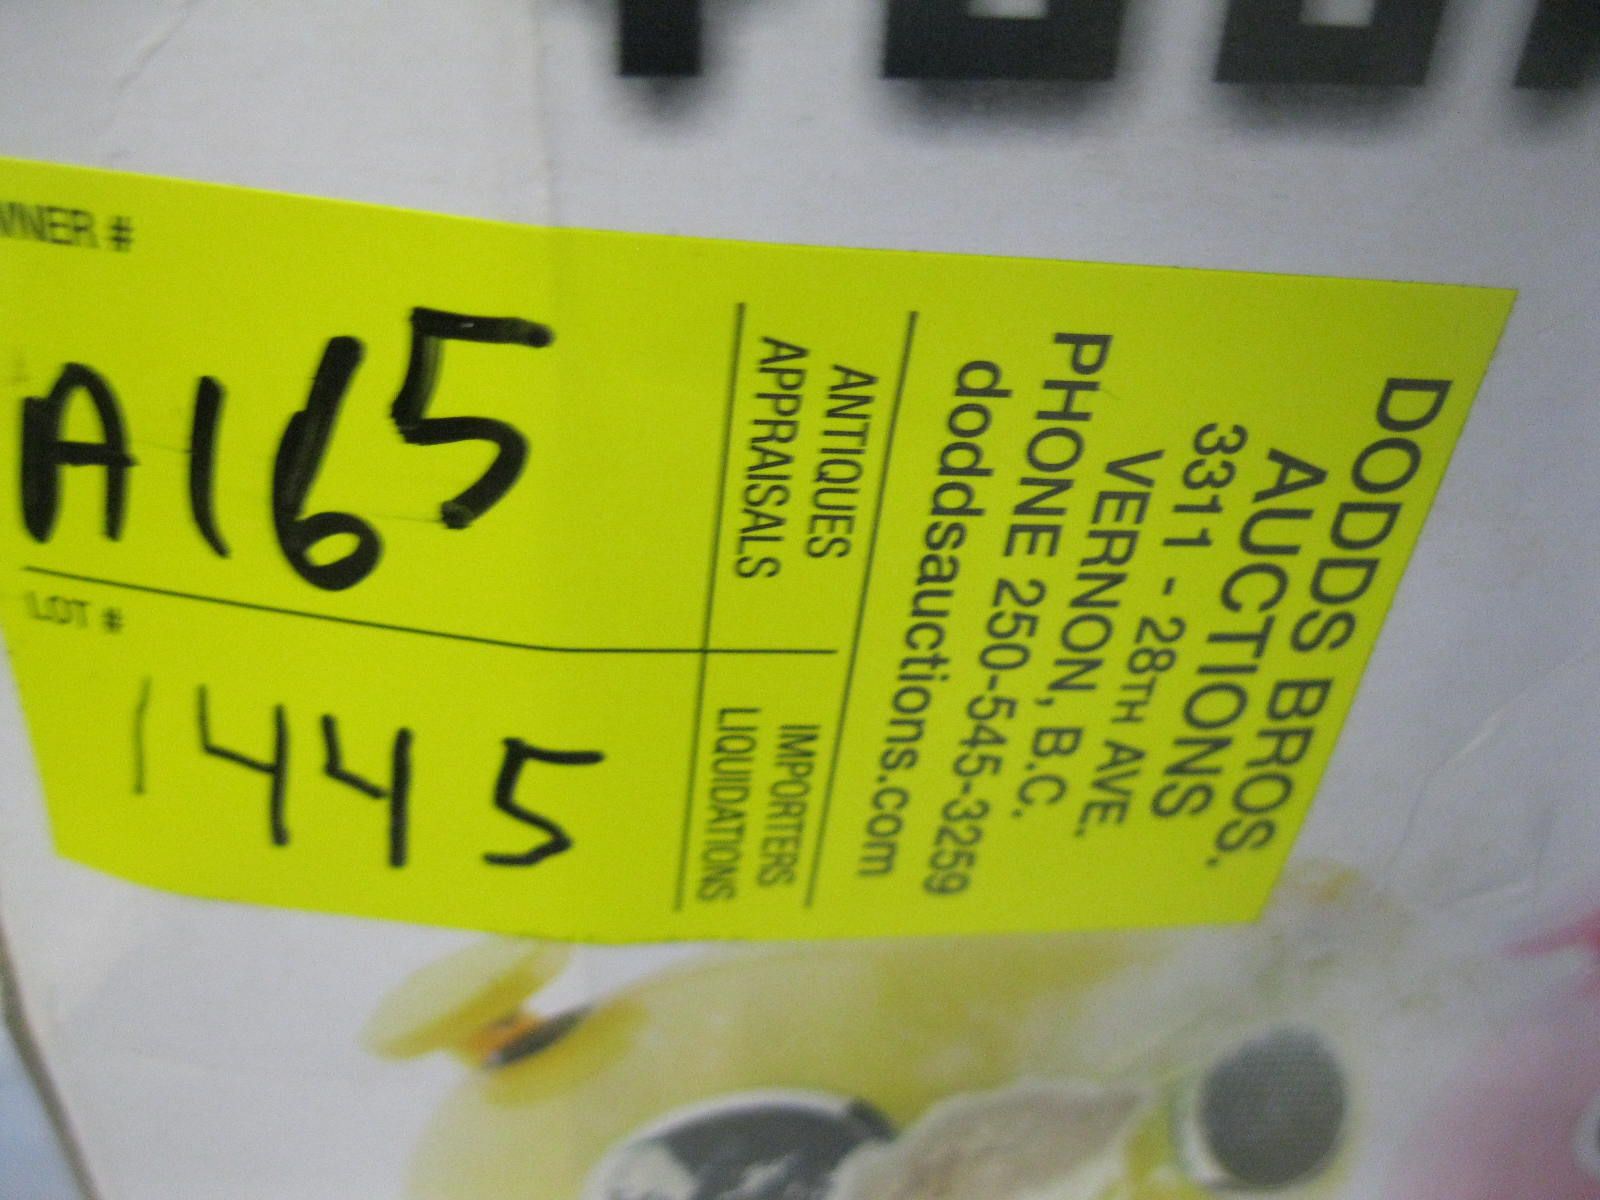 DODDS BROS.
AUCTIONS
3311 - 28TH AVE.
VERNON, B.C.
PHONE 250-545-3259
doddsauctions.com
ANTIQUES
APPRAISALS
IMPORTERS
LIQUIDATIONS
WNER #
A165
LOT #
1445